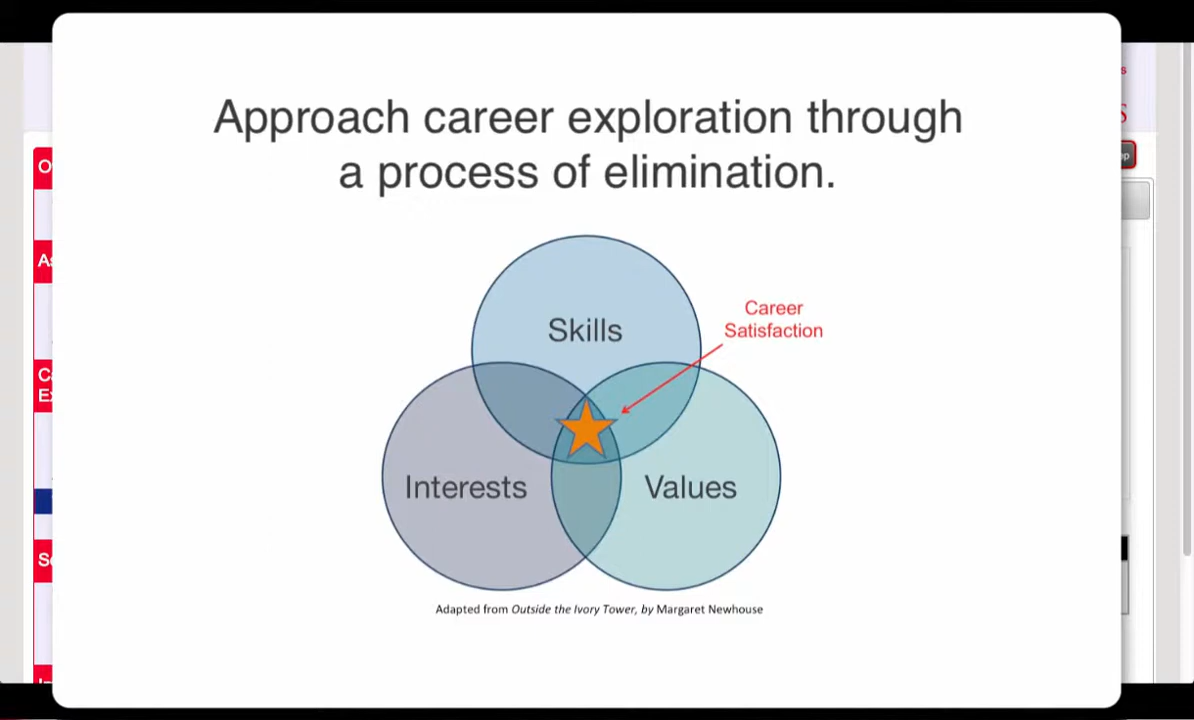 Approach career exploration through
a process of elimination.
Skills
Career
Satisfaction
Interests
Values
Adapted from Outside the Ivory Tower, by Margaret Newhouse